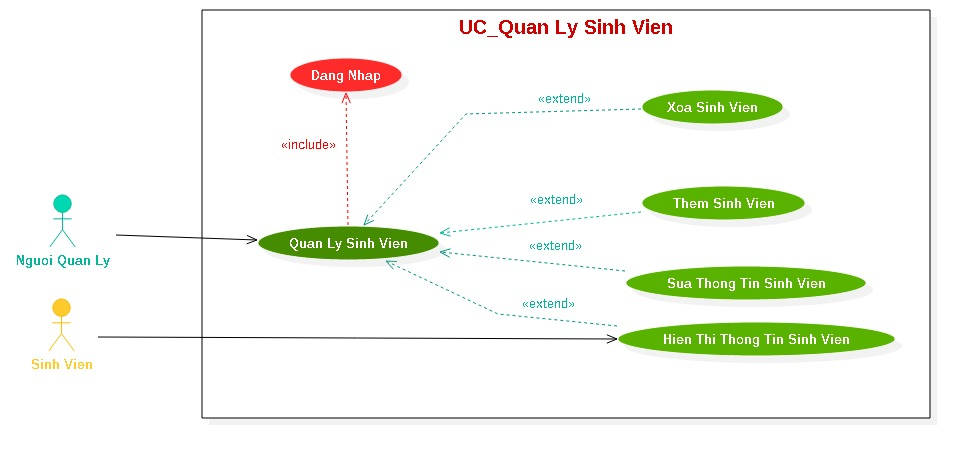 UC_Quan Ly Sinh Vien
Dang Nhap
«extend»
Xoa Sinh Vien
«include»
«extend»
Them Sinh Vien
Quan Ly Sinh Vien
«extend»
Nguoi Quan Ly
Sua Thong Tin Sinh Vien
«extend»
Hien Thi Thong Tin Sinh Vien
Sinh Vien